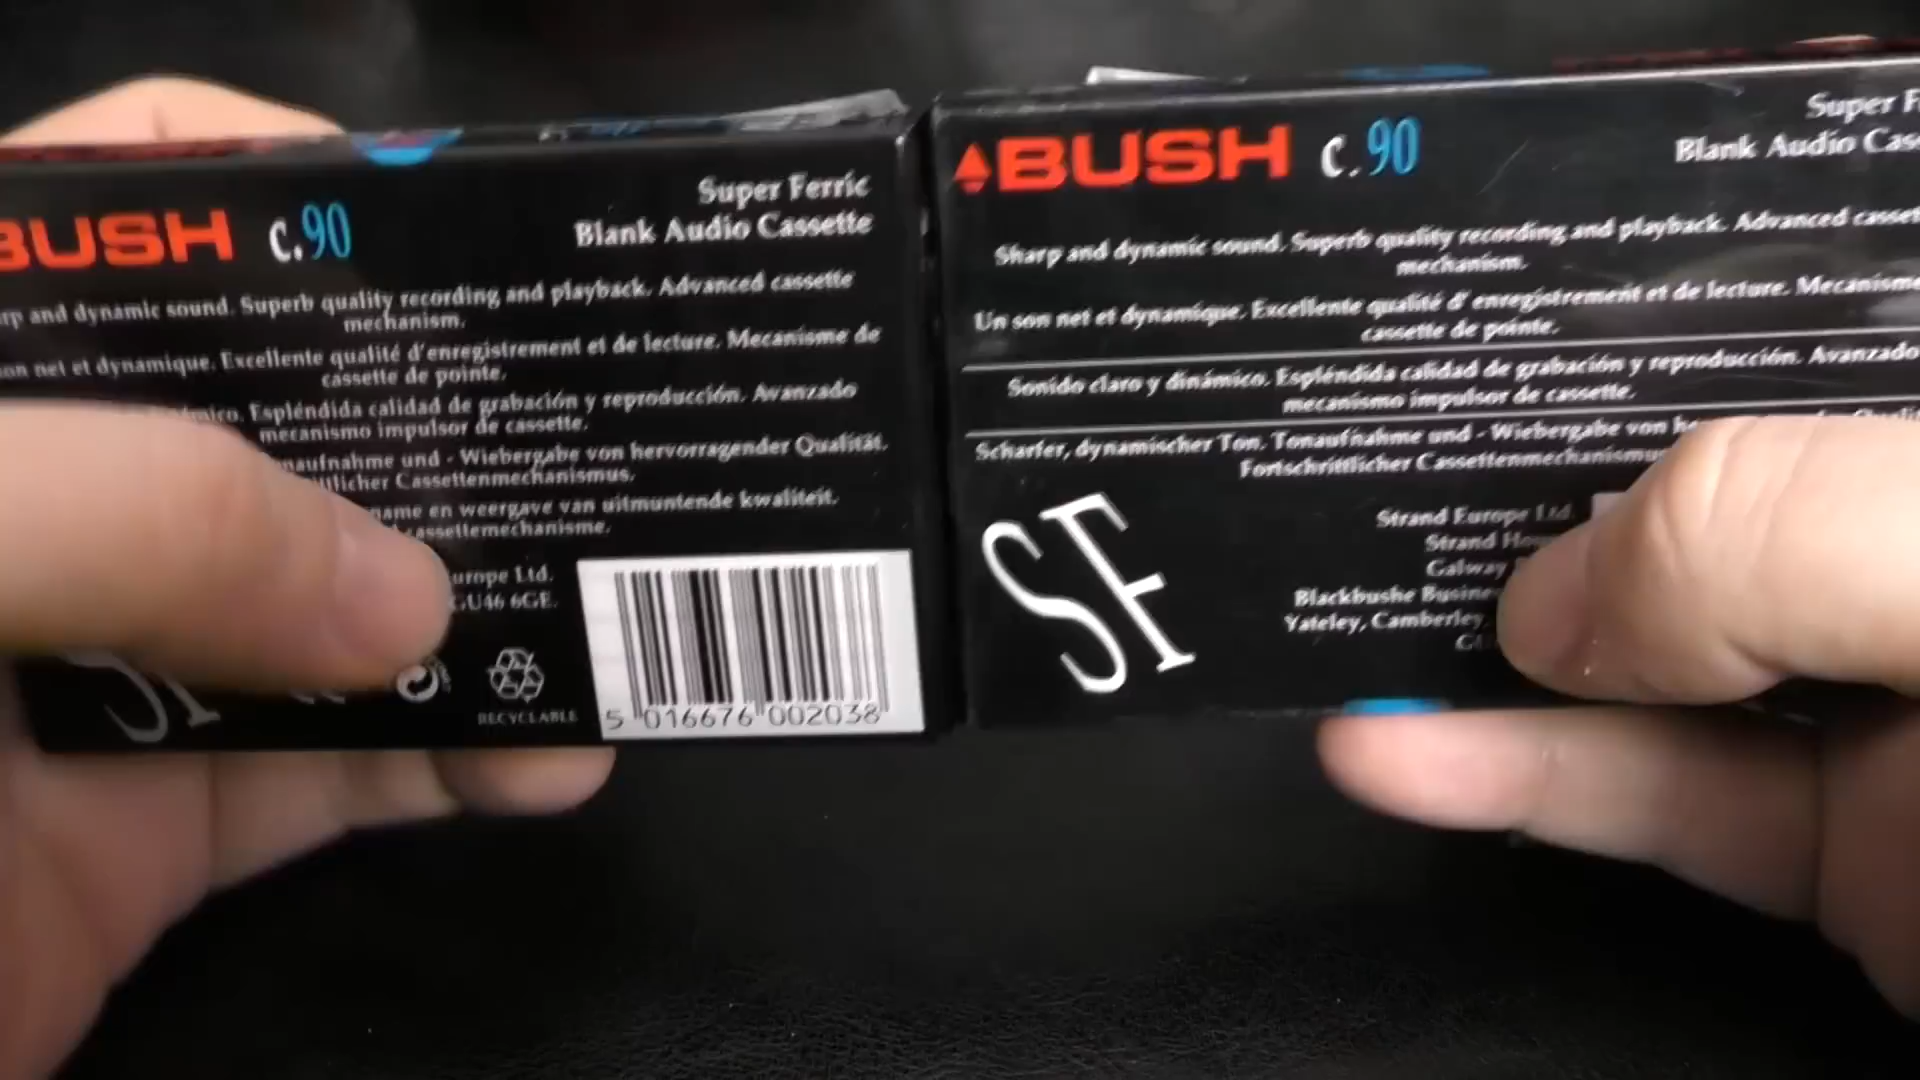 BUSH c.90
Super Ferric
Blank Audio Cassette
and dynamic sound. Superb quality recording and playback. Advanced cassette
mechanism.
net et dynamique. Excellente qualité d'enregistrement et de lecture. Mecanisme de
cassette de pointe.
Espléndida calidad de grabación y reproducción. Avanzado
mecanismo impulsor de cassette.
und - Wiebergabe von hervorragender Qualität.
Cassettenmechanismus.
en weergave van uitmuntende kwaliteit.
cassettemechanisme.
Ltd.
GU46 6GE.
SF
RECYCLABLE
5 016676 002038
BUSH c.90
Super
Blank Audio
Sharp and dynamic sound. Superb quality recording and playback. Advanced
mechanism.
Un son net et dynamique. Excellente qualité d' enregistrement et de lecture. Mecanisme
cassette de pointe.
Sonido claro y dinámico. Espléndida calidad de grabación y reproducción. Avanzado
mecanismo impulsor de cassette.
Scharfer, dynamischer Ton. Tonaufnahme und - Wiebergabe von
Fortschrittlicher
SF
Strand Europe Ltd.
Strand
Galway
Blackbushe
Yateley, Camberley